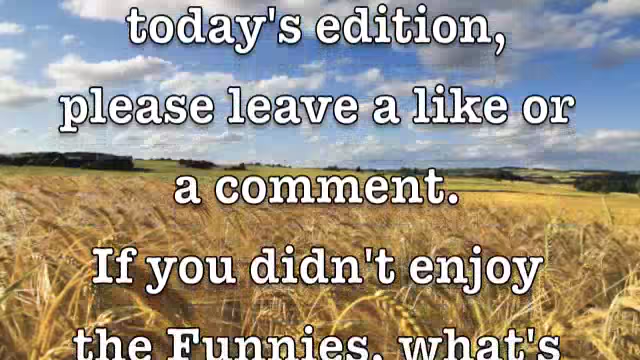 today's edition,
please leave a like or
a comment.
If you didn't enjoy
the Funnies, what's